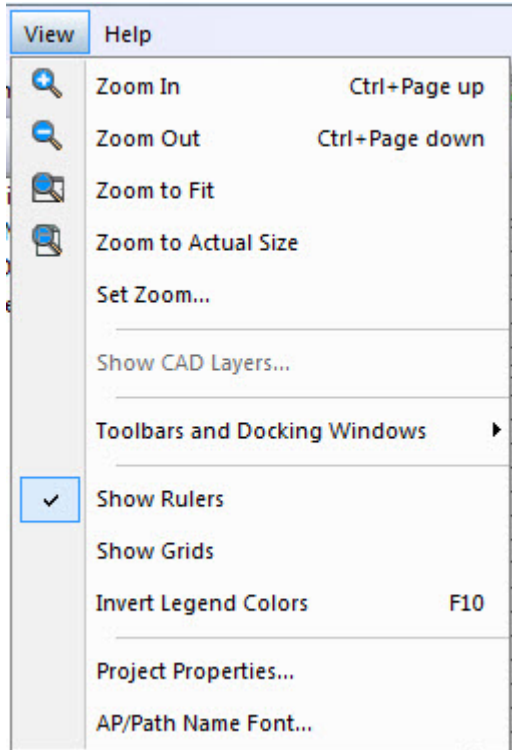 View Help
Zoom In Ctrl+Page up
Zoom Out Ctrl+Page down
Zoom to Fit
Zoom to Actual Size
Set Zoom...
Show CAD Layers...
Toolbars and Docking Windows
Show Rulers
Show Grids
Invert Legend Colors F10
Project Properties...
AP/Path Name Font...